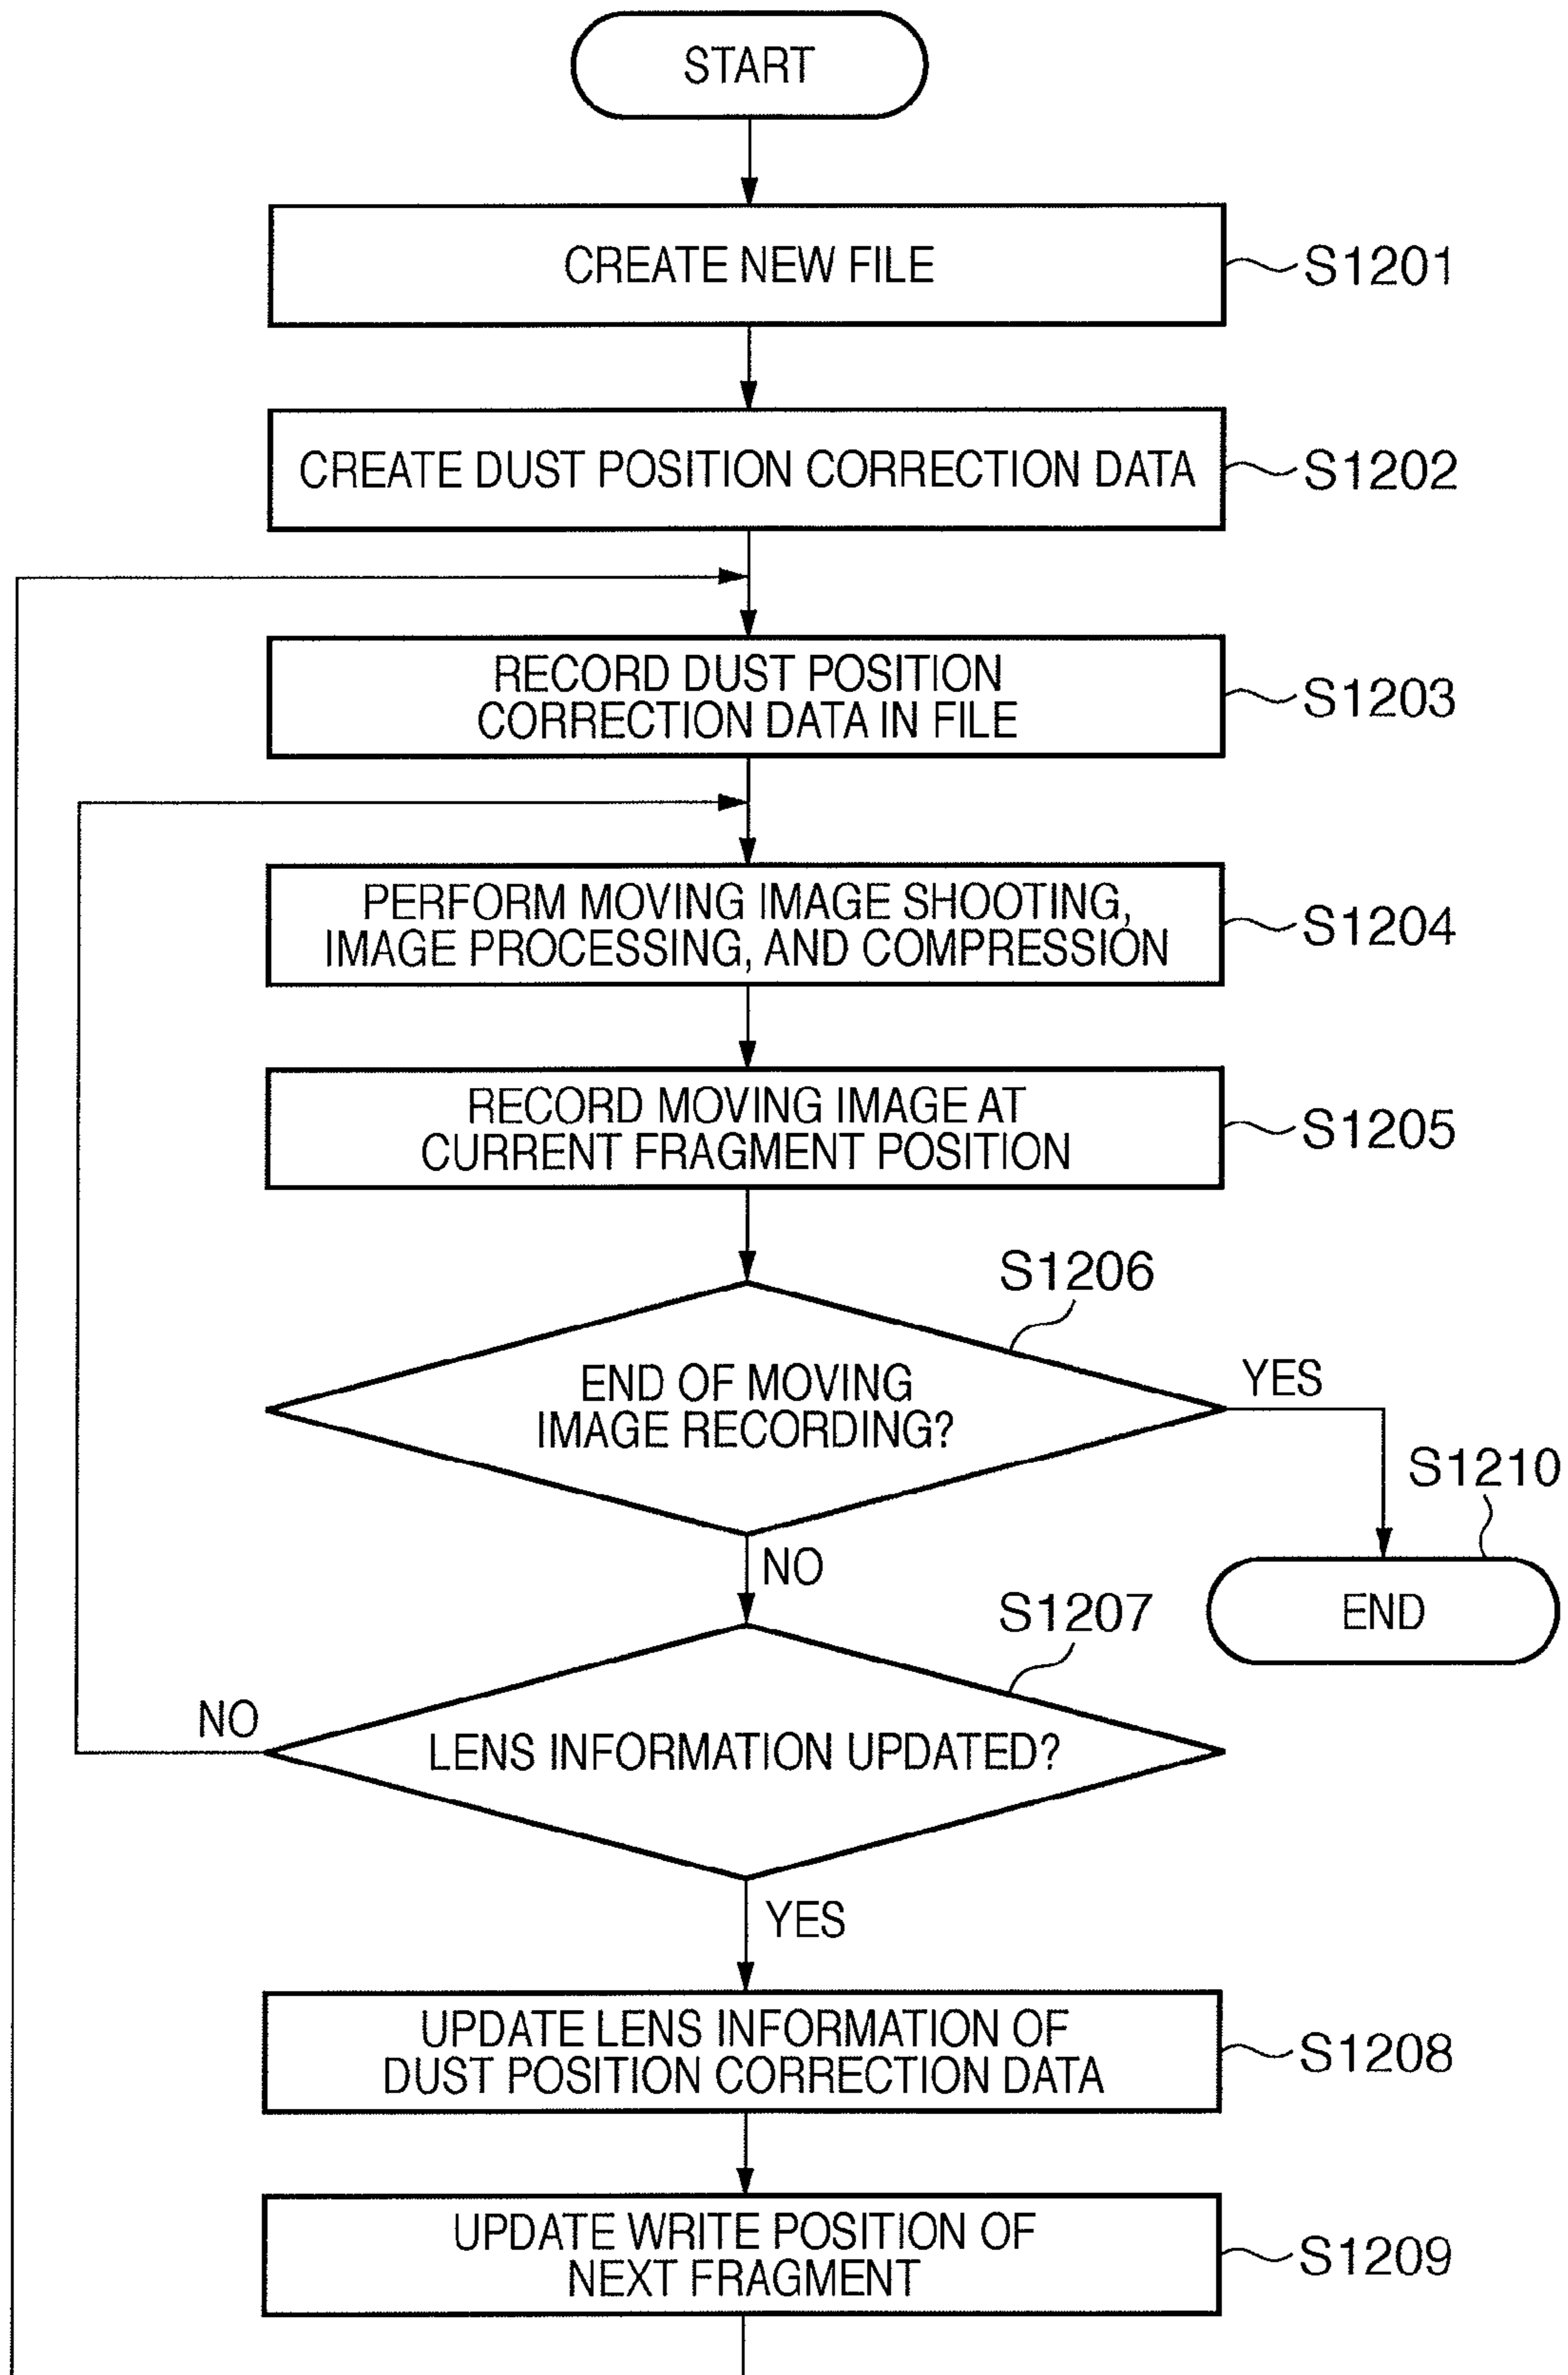 START
CREATE NEW FILE
S1201
CREATE DUST POSITION CORRECTION DATA
S1202
RECORD DUST POSITION
CORRECTION DATA IN FILE
S1203
PERFORM MOVING IMAGE SHOOTING,
IMAGE PROCESSING, AND COMPRESSION
S1204
RECORD MOVING IMAGE AT
CURRENT FRAGMENT POSITION
S1205
S1206
END OF MOVING
IMAGE RECORDING?
YES
S1210
END
NO
S1207
LENS INFORMATION UPDATED?
NO
YES
UPDATE LENS INFORMATION OF
DUST POSITION CORRECTION DATA
S1208
UPDATE WRITE POSITION OF
NEXT FRAGMENT
S1209